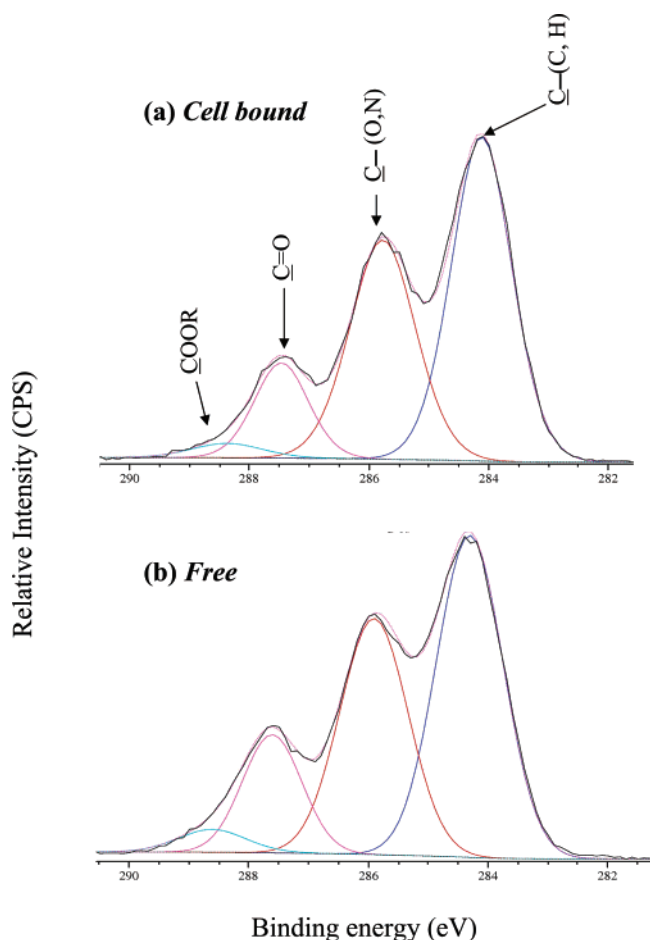 (a) Cell bound
COOR
C=O
C—(O,N)
C—(C, H)
290 288 286 284 282
(b) Free
290 288 286 284 282
Relative Intensity (CPS)
Binding energy (eV)